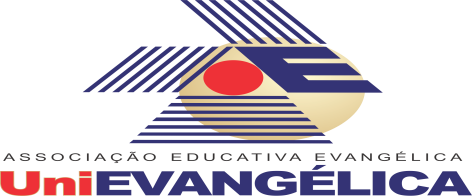 E
ASSOCIAÇÃO EDUCATIVA EVANGÉLICA
UniEVANGÉLICA